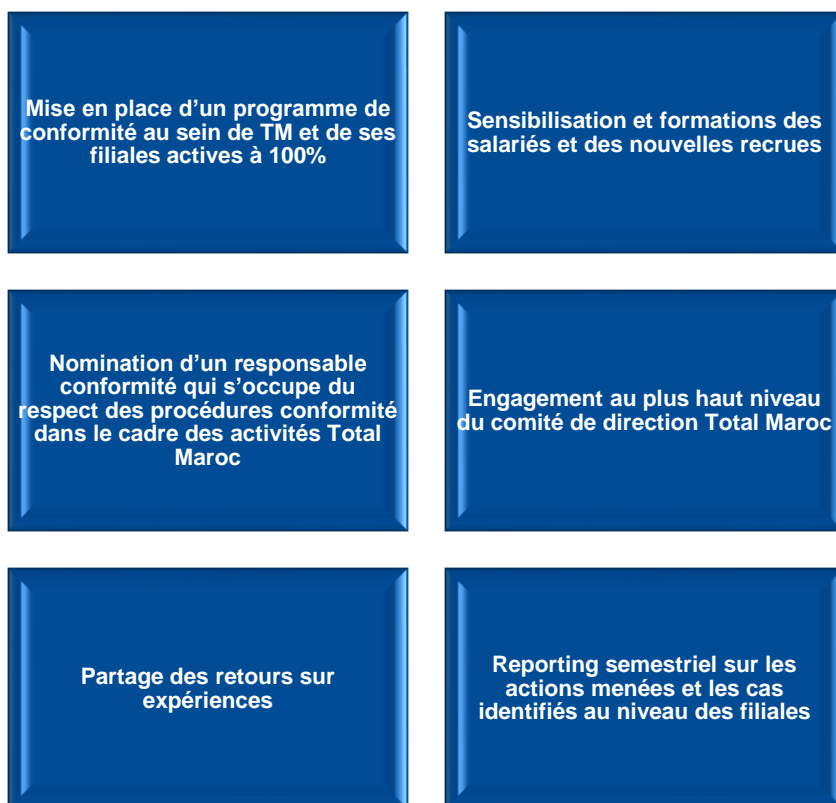 Mise en place d’un programme de
conformité au sein de TM et de ses
filiales actives à 100%
Sensibilisation et formations des
salariés et des nouvelles recrues
Nomination d’un responsable
conformité qui s’occupe du
respect des procédures conformité
dans le cadre des activités Total
Maroc
Engagement au plus haut niveau
du comité de direction Total Maroc
Partage des retours sur
expériences
Reporting semestriel sur les
actions menées et les cas
identifiés au niveau des filiales